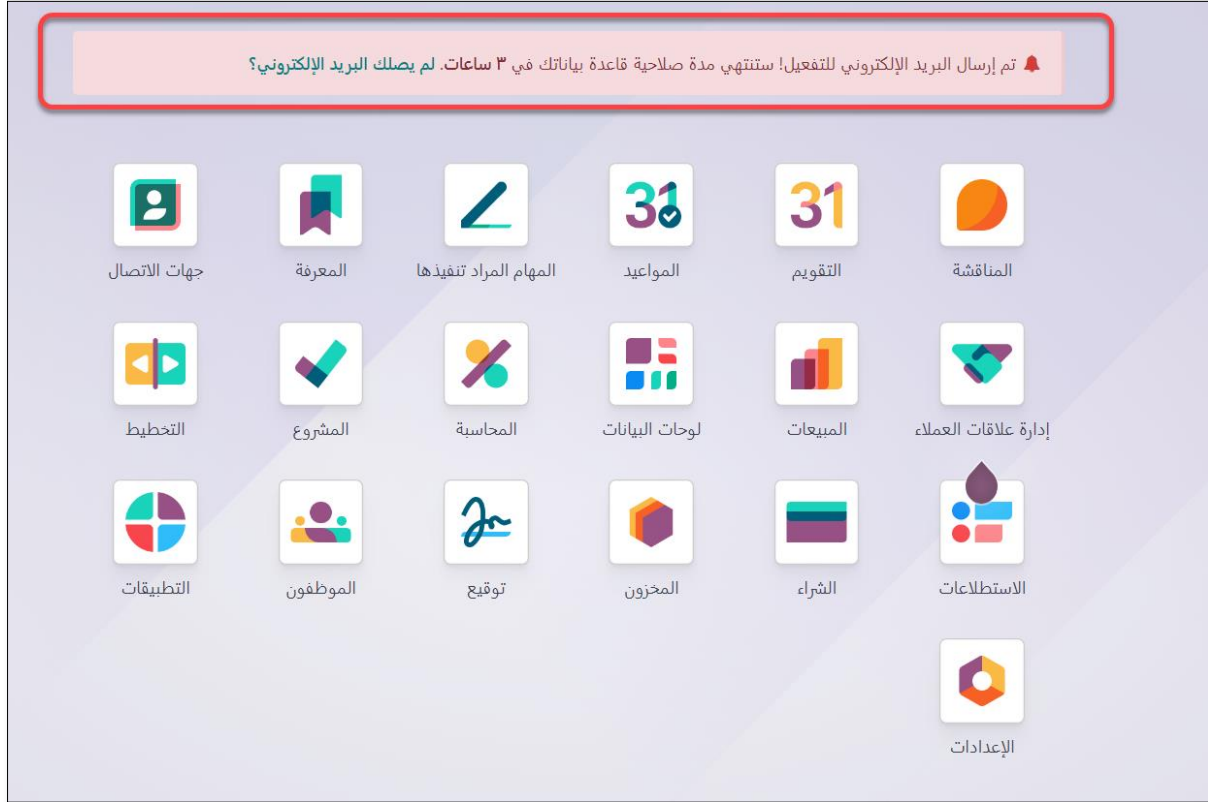 تم إرسال البريد الإلكتروني للتفعيل! ستنتهي مدة صلاحية قاعدة بياناتك في ٣ ساعات. لم يصلك البريد الإلكتروني؟
31 31
المناقشة التقويم المواعيد المهام المراد تنفيذها المعرفة جهات الاتصال
إدارة علاقات العملاء المبيعات لوحات البيانات المحاسبة المشروع التخطيط
الاستطلاعات الشراء المخزون توقيع الموظفون التطبيقات
الإعدادات